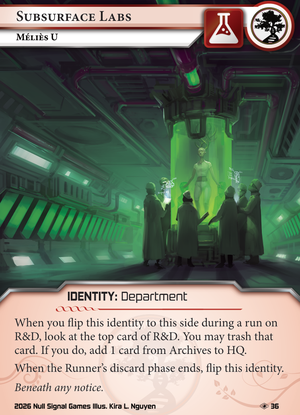 Subsurface Labs
Méliès U
IDENTITY: Department
When you flip this identity to this side during a run on
R&D, look at the top card of R&D. You may trash that
card. If you do, add 1 card from Archives to HQ.
When the Runner's discard phase ends, flip this identity.
Beneath any notice.
2026 Null Signal Games Illus. Kira L. Nguyen
36